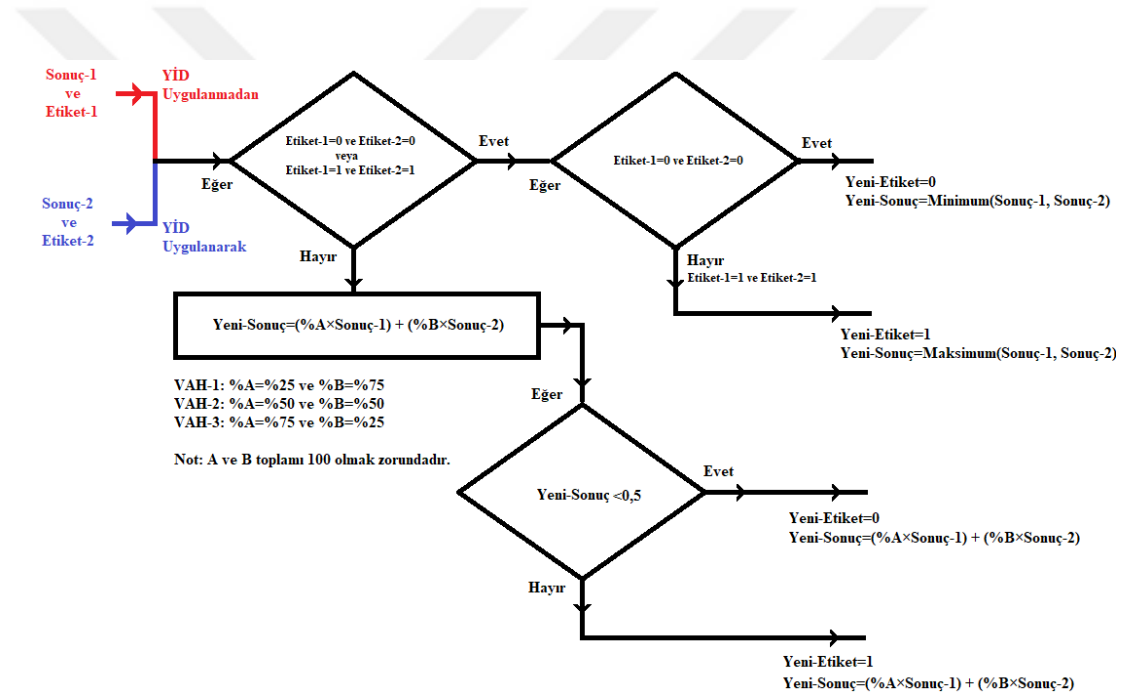 Sonuç-1
ve
Etiket-1
YİD
Uygulanmadan
Sonuç-2
ve
Etiket-2
YİD
Uygulanarak
Eğer
Etiket-1=0 ve Etiket-2=0
veya
Etiket-1=1 ve Etiket-2=1
Evet
Eğer
Etiket-1=0 ve Etiket-2=0
Evet
Yeni-Etiket=0
Yeni-Sonuç=Minimum(Sonuç-1, Sonuç-2)
Hayır
Etiket-1=1 ve Etiket-2=1
Yeni-Etiket=1
Yeni-Sonuç=Maksimum(Sonuç-1, Sonuç-2)
Hayır
Yeni-Sonuç=(%A×Sonuç-1) + (%B×Sonuç-2)
VAH-1: %A=%25 ve %B=%75
VAH-2: %A=%50 ve %B=%50
VAH-3: %A=%75 ve %B=%25
Not: A ve B toplamı 100 olmak zorundadır.
Eğer
Yeni-Sonuç <0,5
Evet
Yeni-Etiket=0
Yeni-Sonuç=(%A×Sonuç-1) + (%B×Sonuç-2)
Hayır
Yeni-Etiket=1
Yeni-Sonuç=(%A×Sonuç-1) + (%B×Sonuç-2)